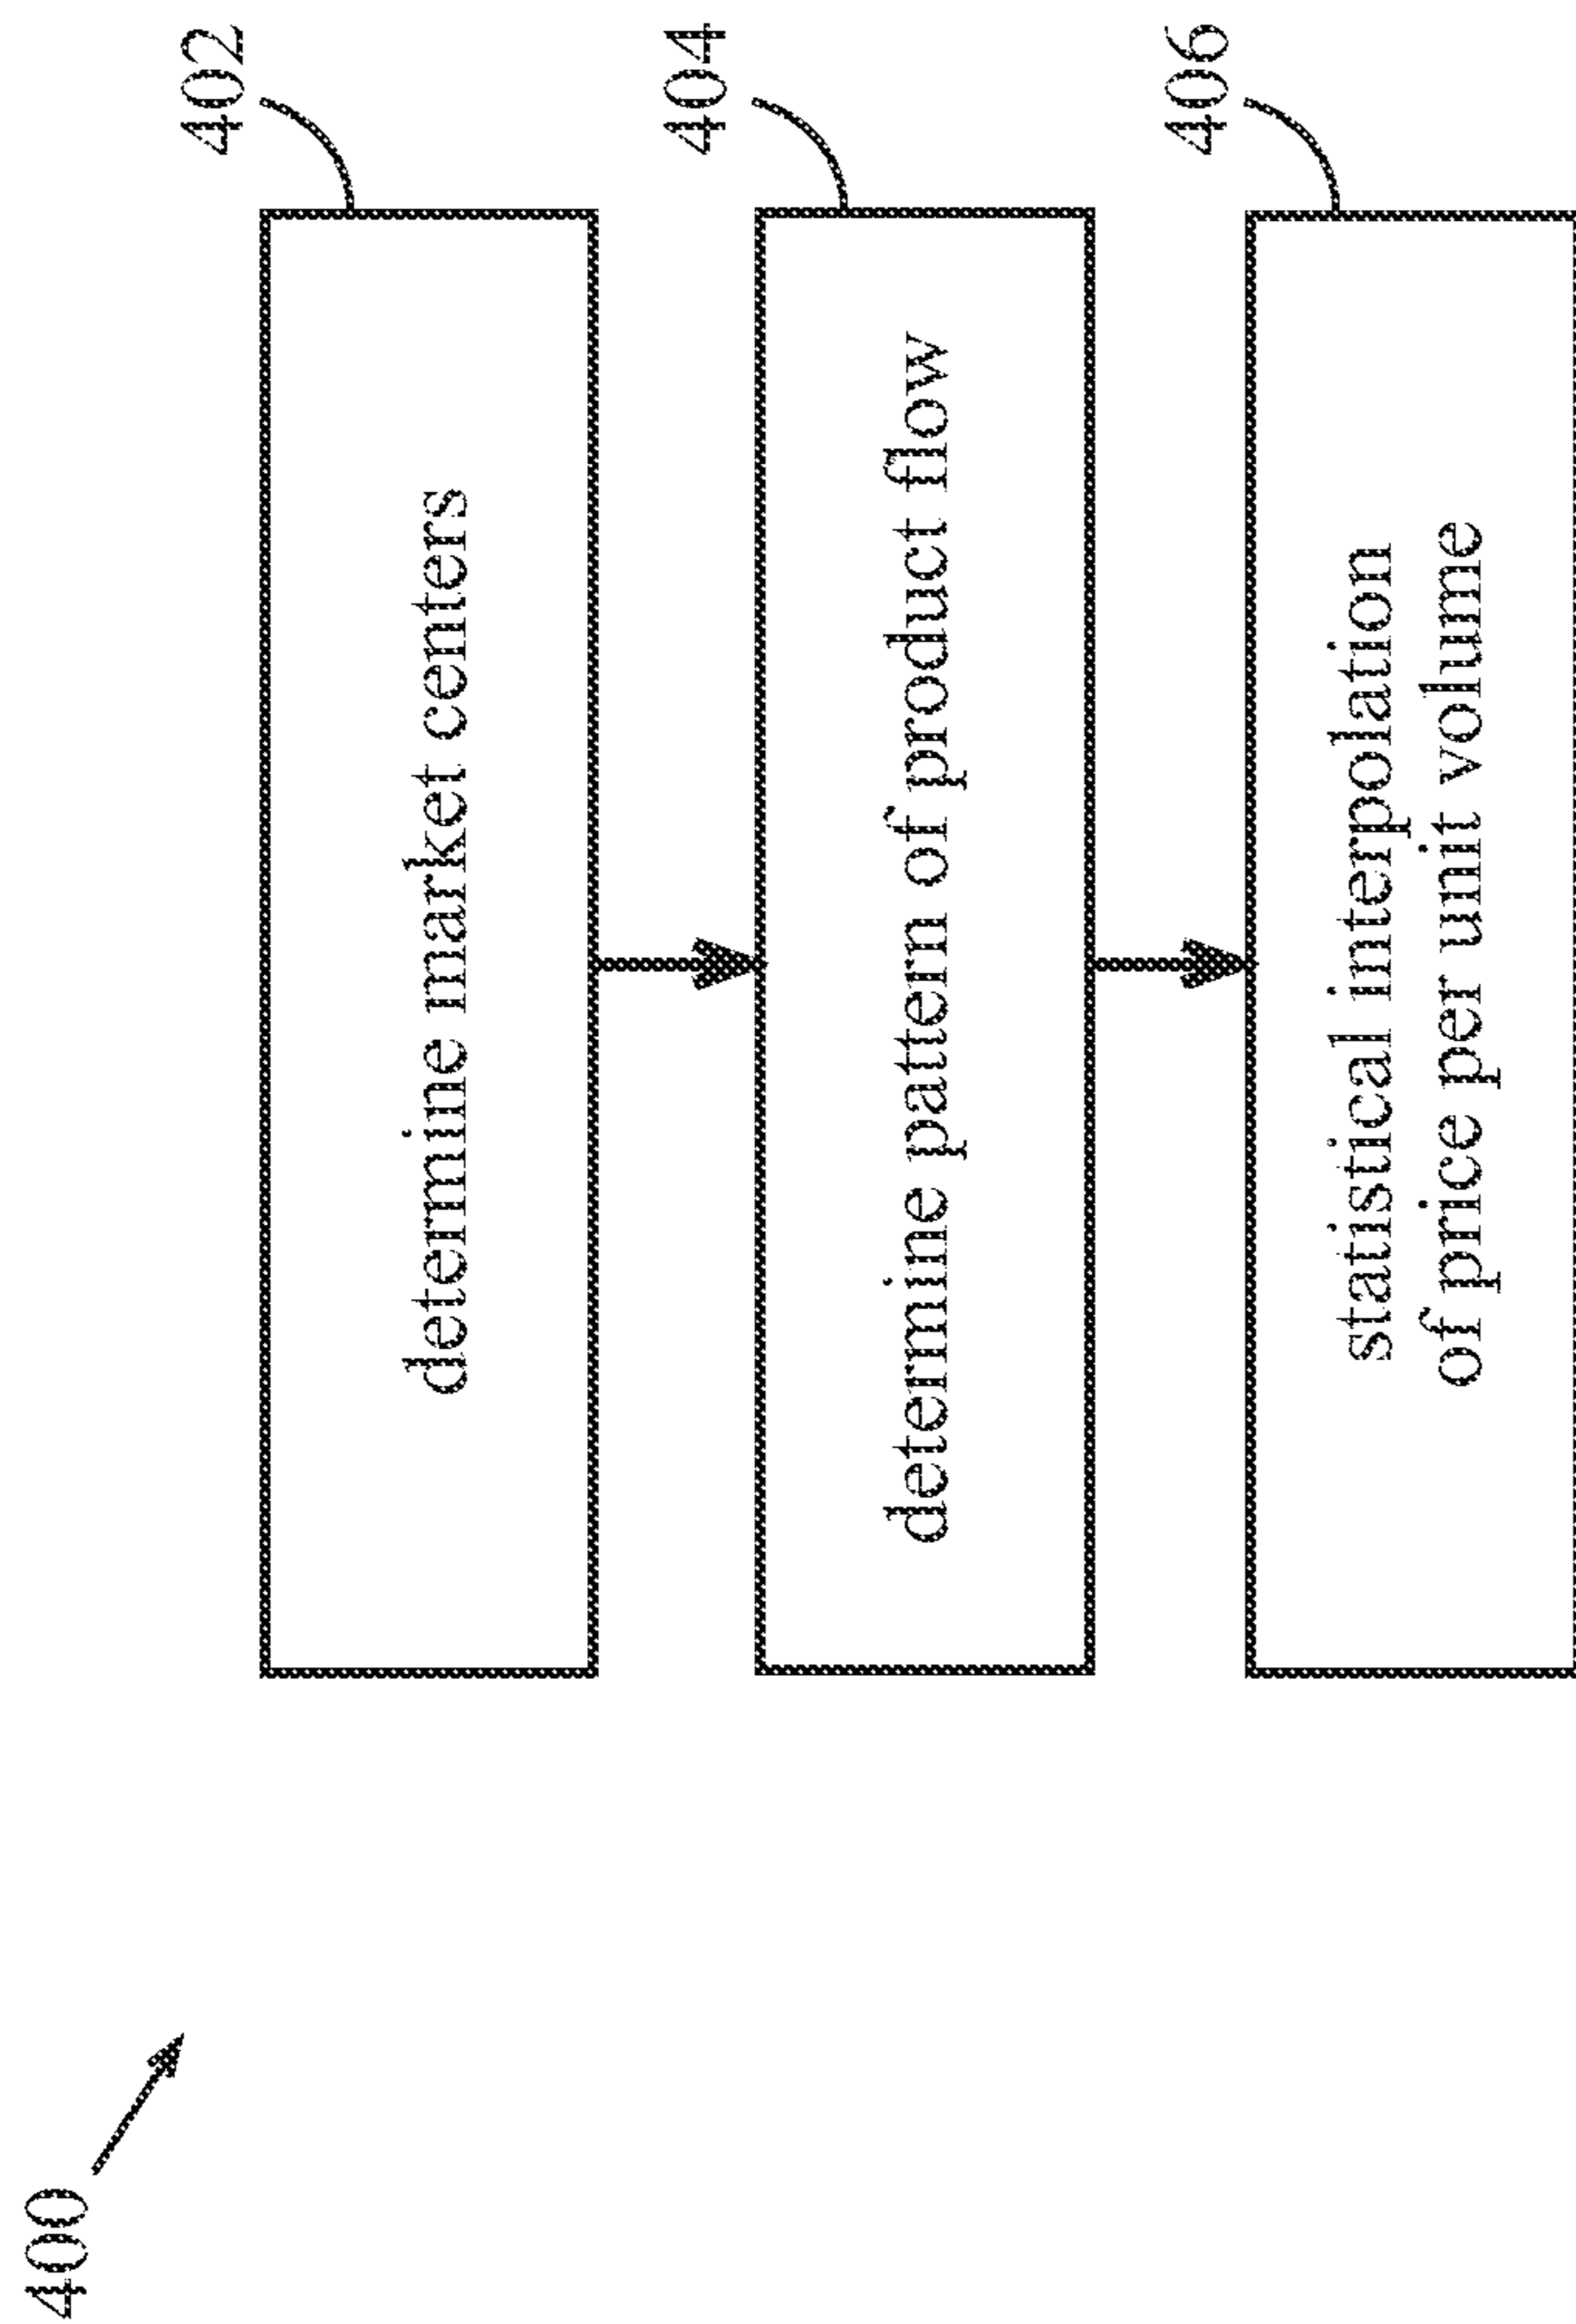 400
402
determine market centers
404
determine pattern of product flow
406
statistical interpolation
of price per unit volume